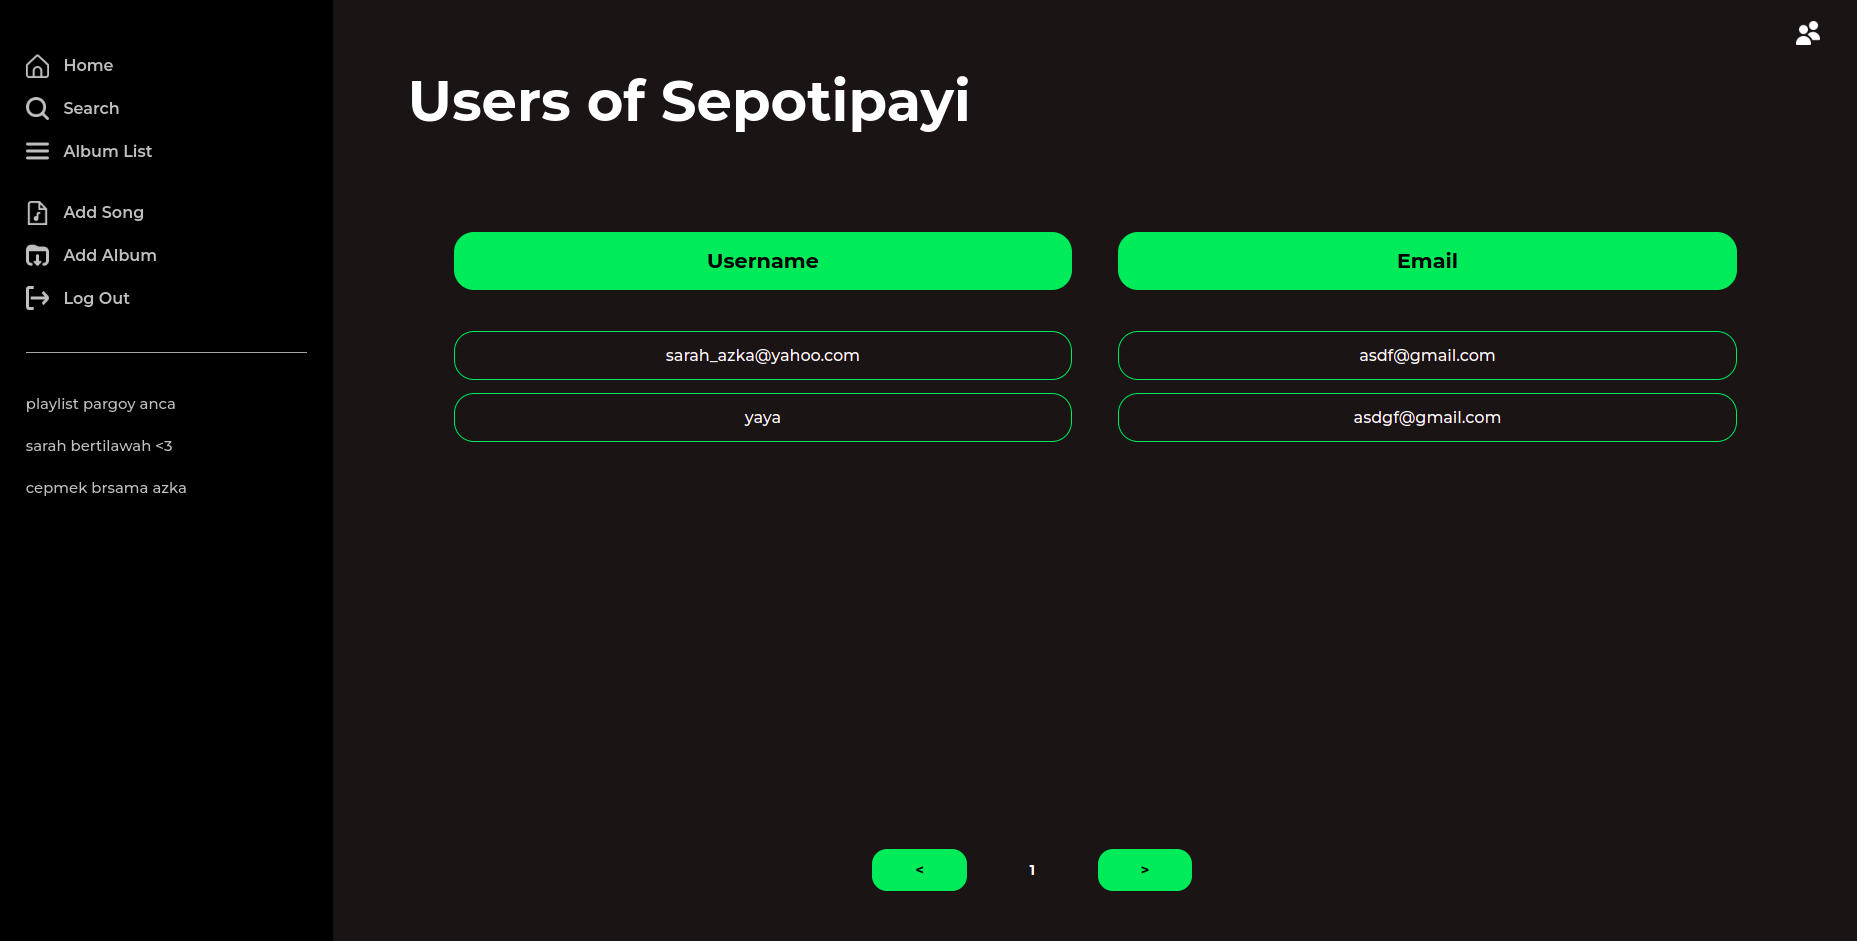 Home
Search
Album List
Add Song
Add Album
Log Out
playlist pargoy anca
sarah bertilawah <3
cepmek brsama azka
Users of Sepotipayi
Username Email
sarah_azka@yahoo.com asdf@gmail.com
yaya asdgf@gmail.com
< 1 >